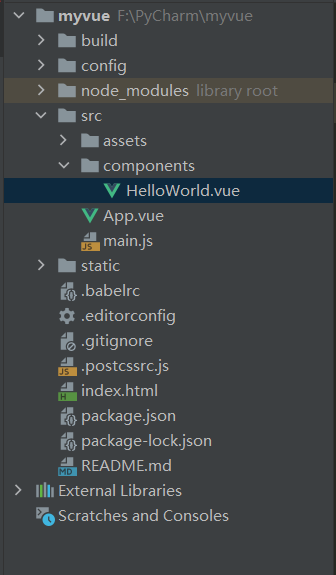 myvue F:\PyCharm\myvue
build
config
node_modules library root
src
assets
components
HelloWorld.vue
App.vue
main.js
static
.babelrc
.editorconfig
.gitignore
.postcssrc.js
index.html
package.json
package-lock.json
README.md
External Libraries
Scratches and Consoles